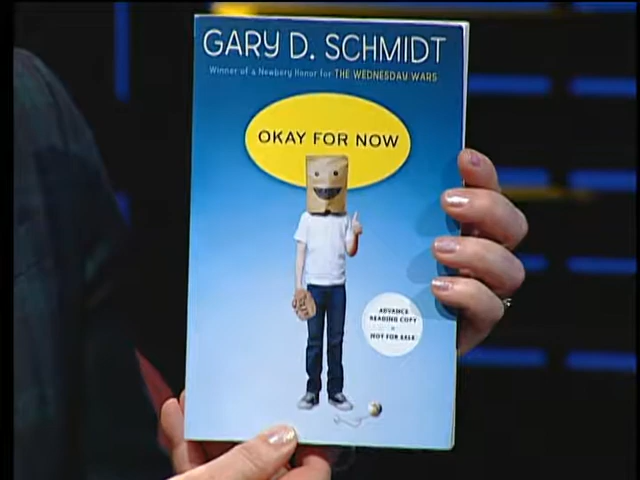 GARY D. SCHMIDT
Winner of a Newbery Honor for THE WEDNESDAY WARS
OKAY FOR NOW
ADVANCE
READING COPY
NOT FOR SALE